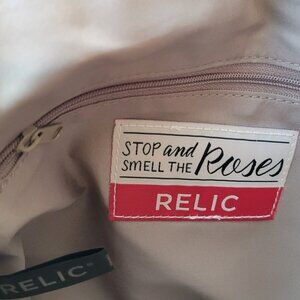 STOP and
SMELL THE Roses
RELIC
RELIC